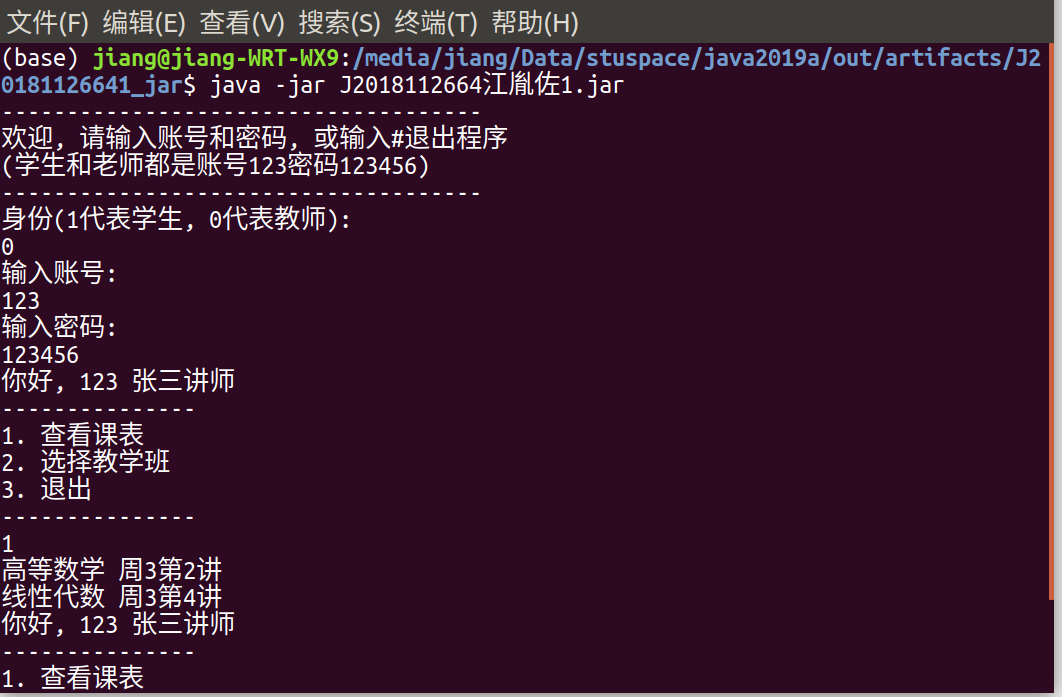 文件(F) 编辑(E) 查看(V) 搜索(S) 终端(T) 帮助(H)
(base) jiang@jiang-WRT-WX9:/media/jiang/Data/stuspace/java2019a/out/artifacts/J2
0181126641_jar$ java -jar J2018112664江胤佐1.jar
-------------------------------------
欢迎, 请输入账号和密码, 或输入#退出程序
(学生和老师都是账号123密码123456)
-------------------------------------
身份(1代表学生, 0代表教师):
0
输入账号:
123
输入密码:
123456
你好, 123 张三讲师
---------------
1. 查看课表
2. 选择教学班
3. 退出
---------------
1
高等数学 周3第2讲
线性代数 周3第4讲
你好, 123 张三讲师
---------------
1. 查看课表